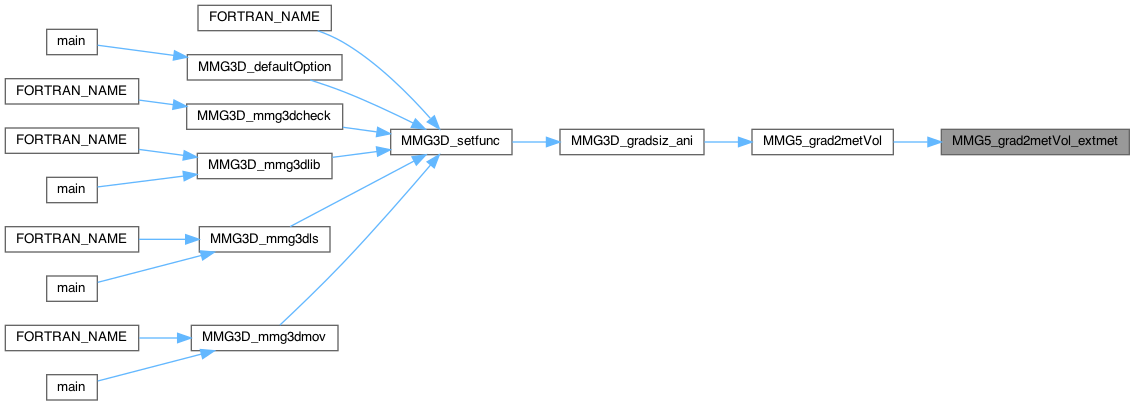 FORTRAN_NAME
main
MMG3D_defaultOption
FORTRAN_NAME
MMG3D_mmg3dcheck
FORTRAN_NAME
MMG3D_setfunc
MMG3D_gradsiz_ani
MMG5_grad2metVol
MMG5_grad2metVol_extmet
MMG3D_mmg3dlib
main
FORTRAN_NAME
MMG3D_mmg3dls
main
FORTRAN_NAME
MMG3D_mmg3dmov
main